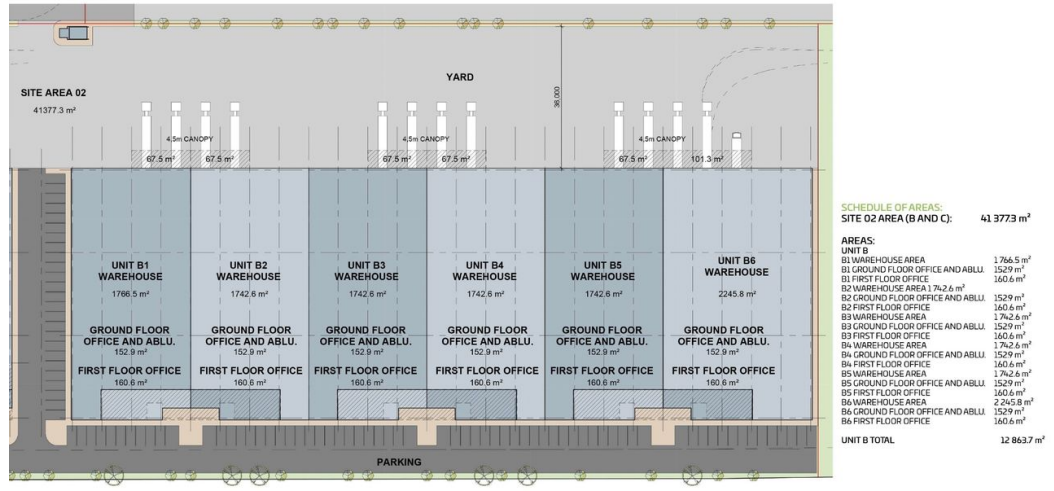 YARD
SITE AREA 02
41377.3 m²
38,000
4,5m CANOPY
67.5 m² 67.5 m²
4,5m CANOPY
67.5 m² 67.5 m²
4,5m CANOPY
67.5 m² 101.3 m²
UNIT B1
WAREHOUSE
1766.5 m²
GROUND FLOOR
OFFICE AND ABLU.
152.9 m²
FIRST FLOOR OFFICE
160.6 m²
UNIT B2
WAREHOUSE
1742.6 m²
GROUND FLOOR
OFFICE AND ABLU.
152.9 m²
FIRST FLOOR OFFICE
160.6 m²
UNIT B3
WAREHOUSE
1742.6 m²
GROUND FLOOR
OFFICE AND ABLU.
152.9 m²
FIRST FLOOR OFFICE
160.6 m²
UNIT B4
WAREHOUSE
1742.6 m²
GROUND FLOOR
OFFICE AND ABLU.
152.9 m²
FIRST FLOOR OFFICE
160.6 m²
UNIT B5
WAREHOUSE
1742.6 m²
GROUND FLOOR
OFFICE AND ABLU.
152.9 m²
FIRST FLOOR OFFICE
160.6 m²
UNIT B6
WAREHOUSE
2245.8 m²
GROUND FLOOR
OFFICE AND ABLU.
152.9 m²
FIRST FLOOR OFFICE
160.6 m²
PARKING
SCHEDULE OF AREAS:
SITE 02 AREA (B AND C): 41 377.3 m²
AREAS:
UNIT B
B1 WAREHOUSE AREA 1 766.5 m²
B1 GROUND FLOOR OFFICE AND ABLU. 152.9 m²
B1 FIRST FLOOR OFFICE 160.6 m²
B2 WAREHOUSE AREA 1 742.6 m²
B2 GROUND FLOOR OFFICE AND ABLU. 152.9 m²
B2 FIRST FLOOR OFFICE 160.6 m²
B3 WAREHOUSE AREA 1 742.6 m²
B3 GROUND FLOOR OFFICE AND ABLU. 152.9 m²
B3 FIRST FLOOR OFFICE 160.6 m²
B4 WAREHOUSE AREA 1 742.6 m²
B4 GROUND FLOOR OFFICE AND ABLU. 152.9 m²
B4 FIRST FLOOR OFFICE 160.6 m²
B5 WAREHOUSE AREA 1 742.6 m²
B5 GROUND FLOOR OFFICE AND ABLU. 152.9 m²
B5 FIRST FLOOR OFFICE 160.6 m²
B6 WAREHOUSE AREA 2 245.8 m²
B6 GROUND FLOOR OFFICE AND ABLU. 152.9 m²
B6 FIRST FLOOR OFFICE 160.6 m²
UNIT B TOTAL 12 863.7 m²